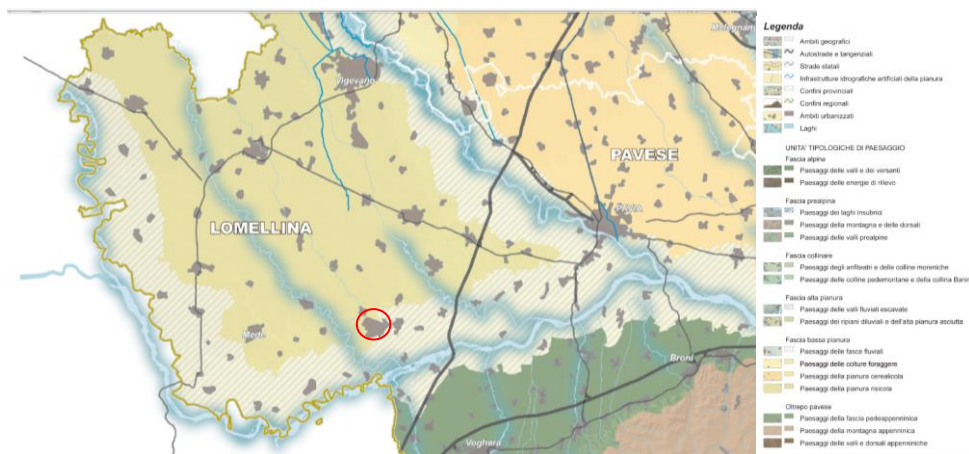 Melegnan
Vigevano
PAVESE
PAVIA
LOMELLINA
Mede
Broni
Voghera
Legenda
Ambiti geografici
Autostrade e tangenziali
Strade statali
Infrastrutture idrografiche artificiali della pianura
Confini provinciali
Confini regionali
Ambiti urbanizzati
Laghi
UNITA' TIPOLOGICHE DI PAESAGGIO
Fascia alpina
Paesaggi delle valli e dei versanti
Paesaggi delle energie di rilievo
Fascia prealpina
Paesaggi dei laghi insubrici
Paesaggi della montagna e delle dorsali
Paesaggi delle valli prealpine
Fascia collinare
Paesaggi degli anfiteatri e delle colline moreniche
Paesaggi delle colline pedemontane e della collina Banin
Fascia alta pianura
Paesaggi delle valli fluviali escavate
Paesaggi dei ripiani diluviali e dell'alta pianura asciutta
Fascia bassa pianura
Paesaggi delle fasce fluviali
Paesaggi delle colture foraggere
Paesaggi della pianura cerealicola
Paesaggi della pianura risicola
Oltrepo pavese
Paesaggi della fascia pedeappenninica
Paesaggi della montagna appenninica
Paesaggi delle valli e dorsali appenniniche